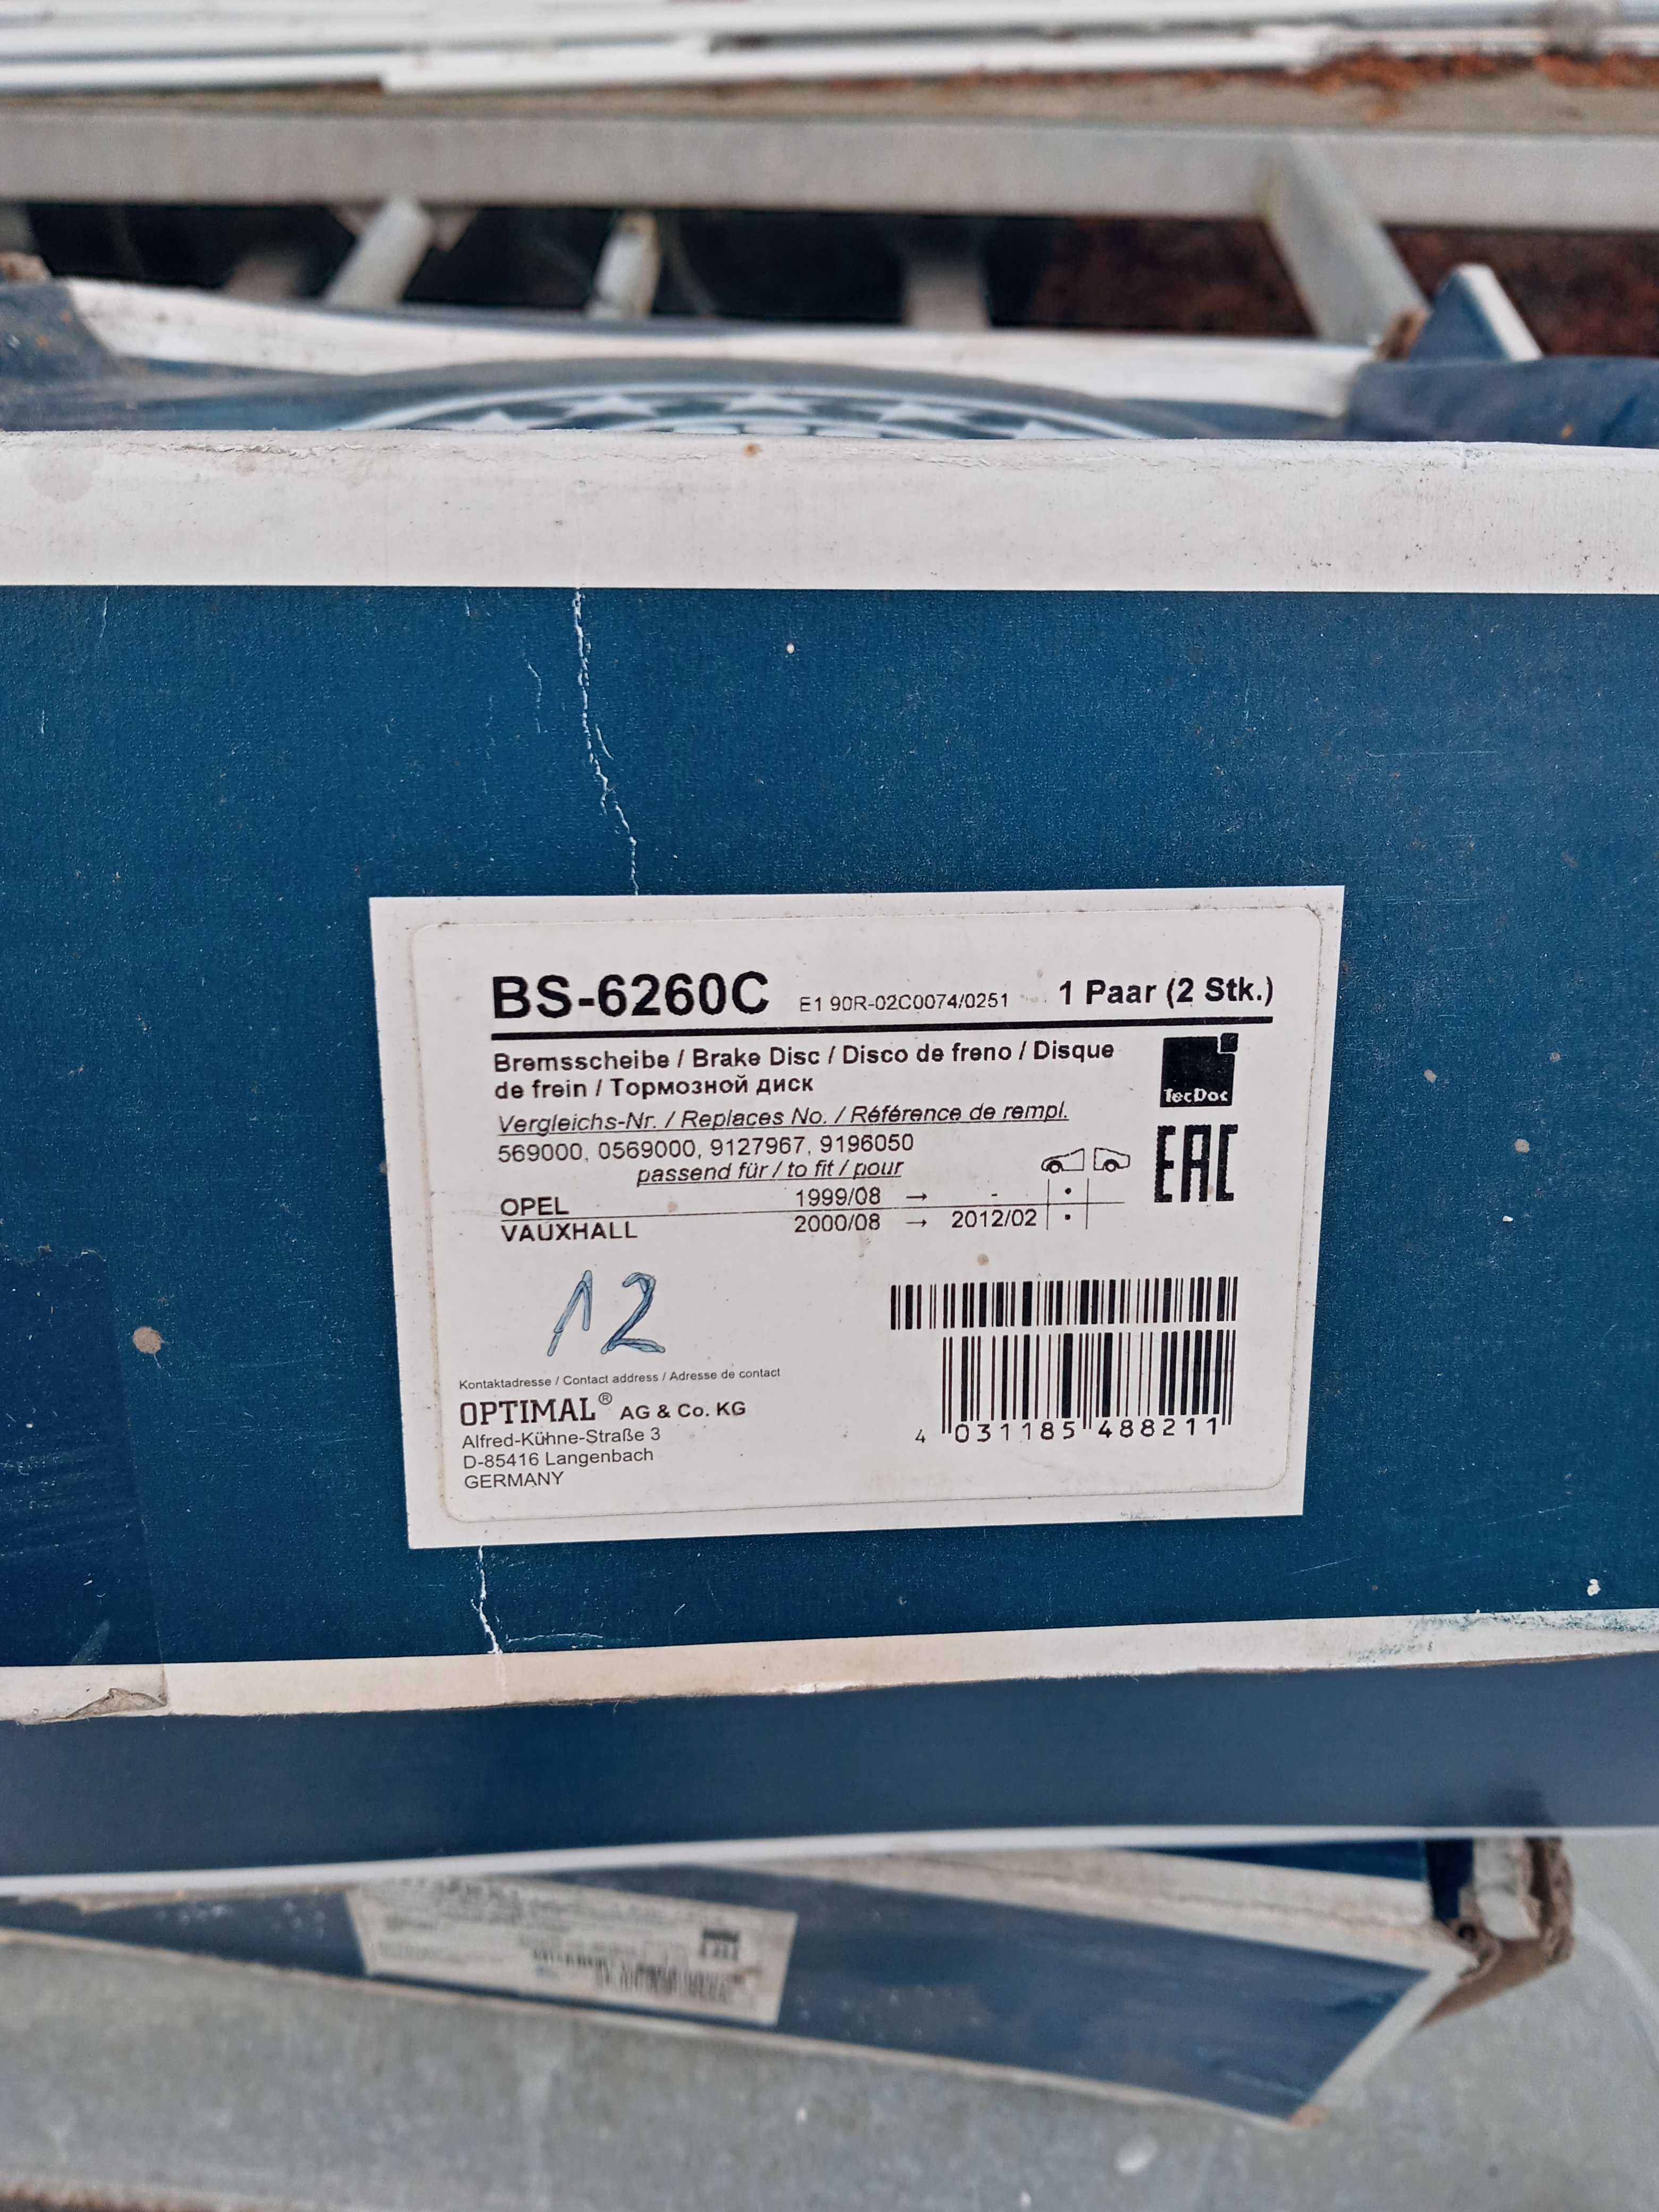 BS-6260C E1 90R-02C0074/0251 1 Paar (2 Stk.)
Bremsscheibe / Brake Disc / Disco de freno / Disque
de frein / Тормозной диск
TecDoc
Vergleichs-Nr. / Replaces No. / Référence de rempl.
569000, 0569000, 9127967, 9196050
passend für / to fit / pour
EAC
OPEL 1999/08 → -
VAUXHALL 2000/08 → 2012/02
12
Kontaktadresse / Contact address / Adresse de contact
OPTIMAL® AG & Co. KG
Alfred-Kühne-Straße 3
D-85416 Langenbach
GERMANY
4 031185 488211